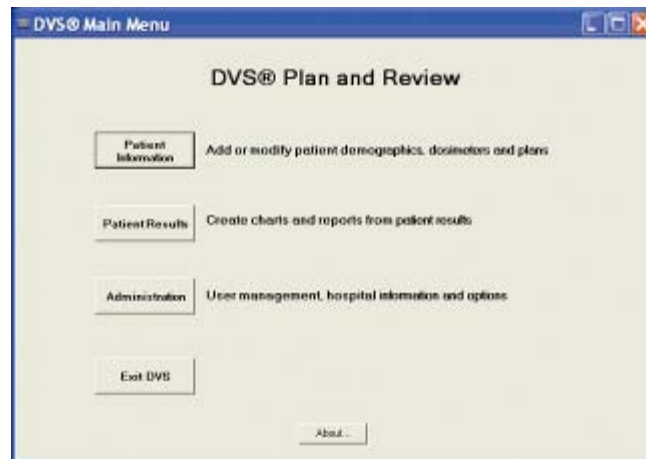 DVS® Main Menu
DVS® Plan and Review
Patient
Information
Add or modify patient demographics, dosimeters and plans
Patient Results
Create charts and reports from patient results
Administration
User management, hospital information and options
Exit DVS
About...